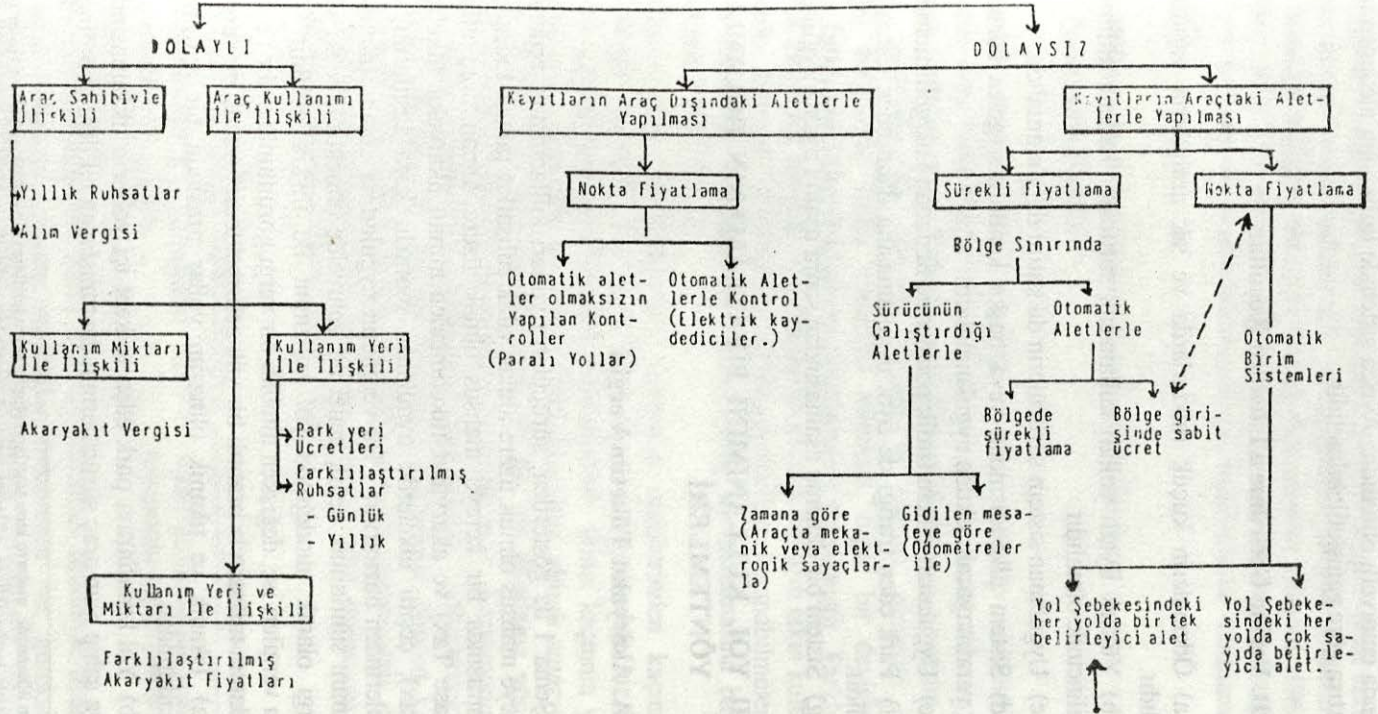 DOLAYLI
DOLAYSIZ
Araç Sahibiyle
İlişkili
Araç Kullanımı
İle İlişkili
Kayıtların Araç Dışındaki Aletlerle
Yapılması
Kayıtların Araçtaki Alet-
lerle Yapılması
Yıllık Ruhsatlar
Alım Vergisi
Nokta Fiyatlama
Sürekli Fiyatlama
Nokta Fiyatlama
Bölge Sınırında
Otomatik alet-
ler olmaksızın
Yapılan Kont-
roller
(Paralı Yollar)
Otomatik Alet-
lerle Kontrol
(Elektrik kay-
dediciler.)
Sürücünün
Çalıştırdığı
Aletlerle
Otomatik
Aletlerle
Otomatik
Birim
Sistemleri
Kullanım Miktarı
İle İlişkili
Kullanım Yeri
İle İlişkili
Akaryakıt Vergisi
Park yeri
Ücretleri
Farklılaştırılmış
Ruhsatlar
- Günlük
- Yıllık
Bölgede
sürekli
fiyatlama
Bölge giri-
şinde sabit
ücret
Zamana göre
(Araçta meka-
nik veya elekt-
ronik sayaçlar-
la)
Gidilen mesa-
feye göre
(Odometreler
ile)
Kullanım Yeri ve
Miktarı İle İlişkili
Farklılaştırılmış
Akaryakıt Fiyatları
Yol Şebekesindeki
her yolda bir tek
belirleyici alet
Yol Şebeke-
sindeki her
yolda çok sa-
yıda belirle-
yici alet.